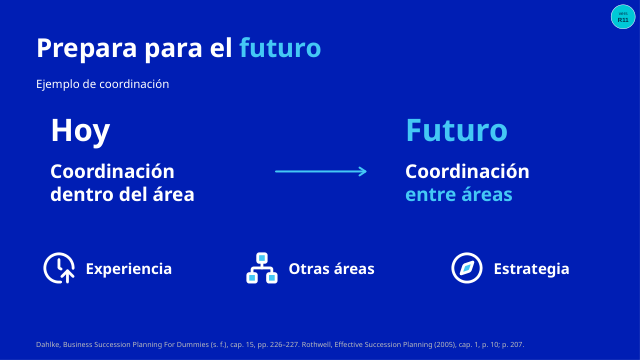 R11
Prepara para el futuro
Ejemplo de coordinación
Hoy
Futuro
Coordinación
dentro del área
Coordinación
entre áreas
Experiencia
Otras áreas
Estrategia
Dahlke, Business Succession Planning For Dummies (s. f.), cap. 15, pp. 226–227. Rothwell, Effective Succession Planning (2005), cap. 1, p. 10; p. 207.